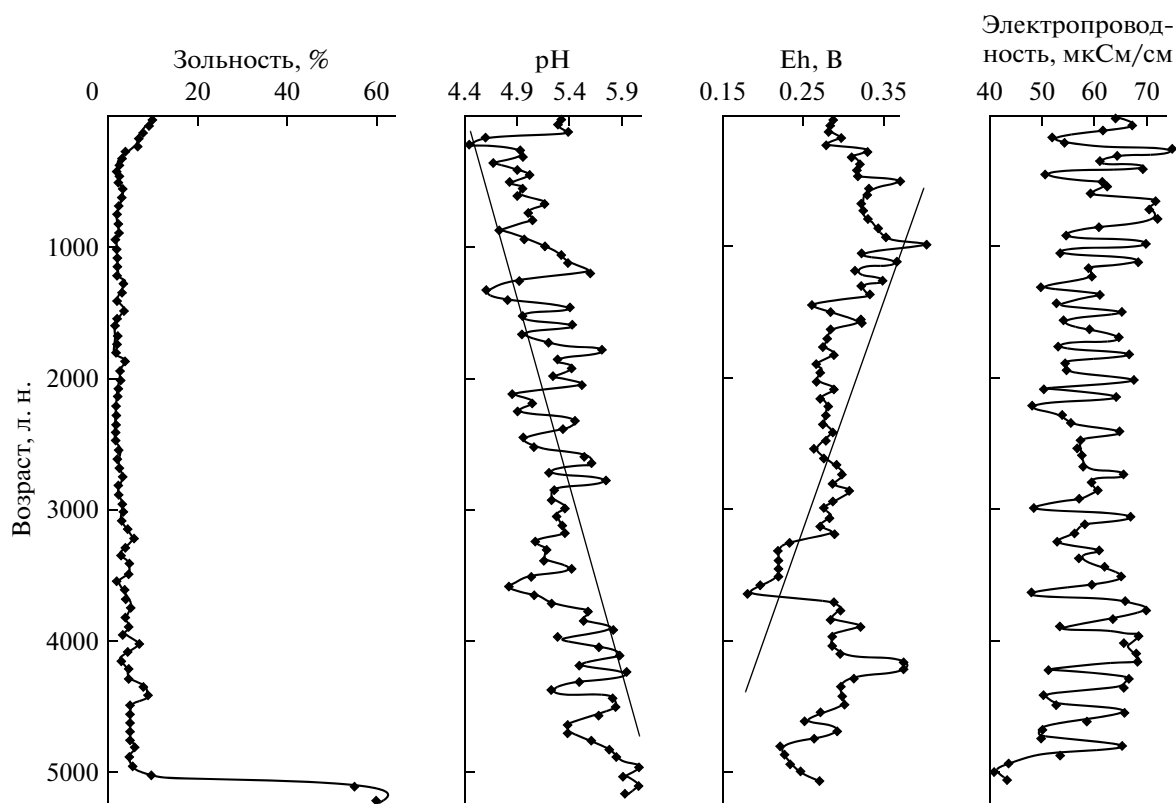 Зольность, %
pH
Eh, В
Электропровод-
ность, мкСм/см
0 20 40 60
4.4 4.9 5.4 5.9
0.15 0.25 0.35
40 50 60 70
Возраст, л. н.
1000
2000
3000
4000
5000